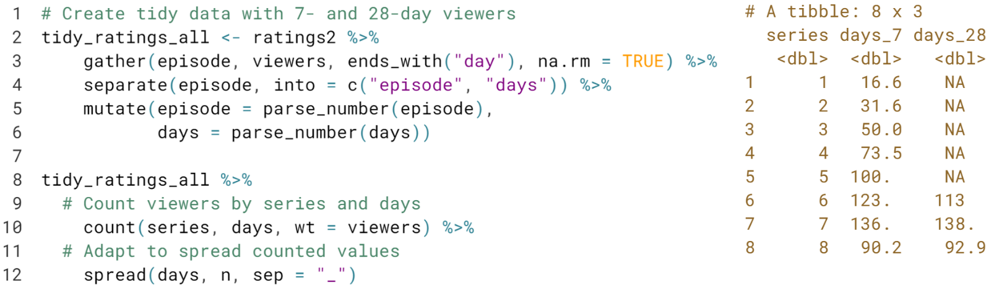 1 # Create tidy data with 7- and 28-day viewers
2 tidy_ratings_all <- ratings2 %>%
3     gather(episode, viewers, ends_with("day"), na.rm = TRUE) %>%
4     separate(episode, into = c("episode", "days")) %>%
5     mutate(episode = parse_number(episode),
6            days = parse_number(days))
7
8 tidy_ratings_all %>%
9   # Count viewers by series and days
10     count(series, days, wt = viewers) %>%
11   # Adapt to spread counted values
12     spread(days, n, sep = "_")
# A tibble: 8 x 3
  series days_7 days_28
   <dbl>  <dbl>   <dbl>
1      1   16.6    NA
2      2   31.6    NA
3      3   50.0    NA
4      4   73.5    NA
5      5  100.     NA
6      6  123.    113
7      7  136.    138.
8      8   90.2    92.9